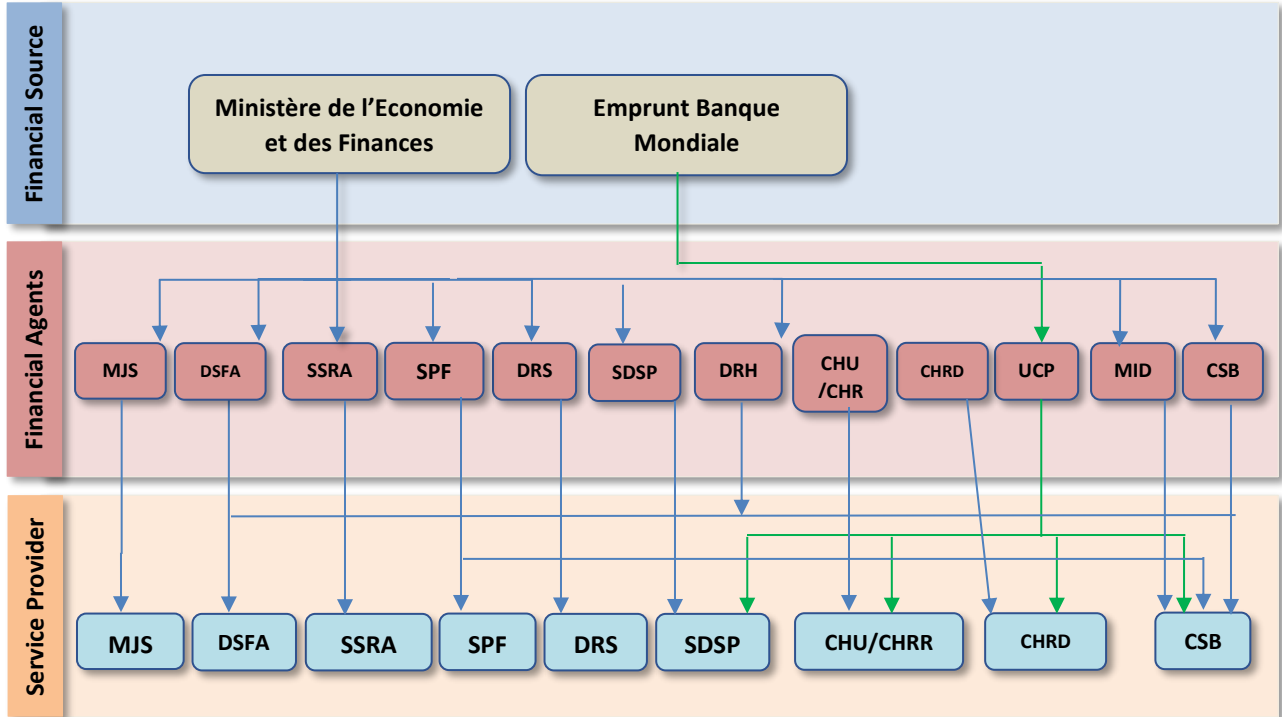 Financial Source
Ministère de l’Economie
et des Finances
Emprunt Banque
Mondiale
Financial Agents
MJS
DSFA
SSRA
SPF
DRS
SDSP
DRH
CHU
/CHR
CHRD
UCP
MID
CSB
Service Provider
MJS
DSFA
SSRA
SPF
DRS
SDSP
CHU/CHRR
CHRD
CSB